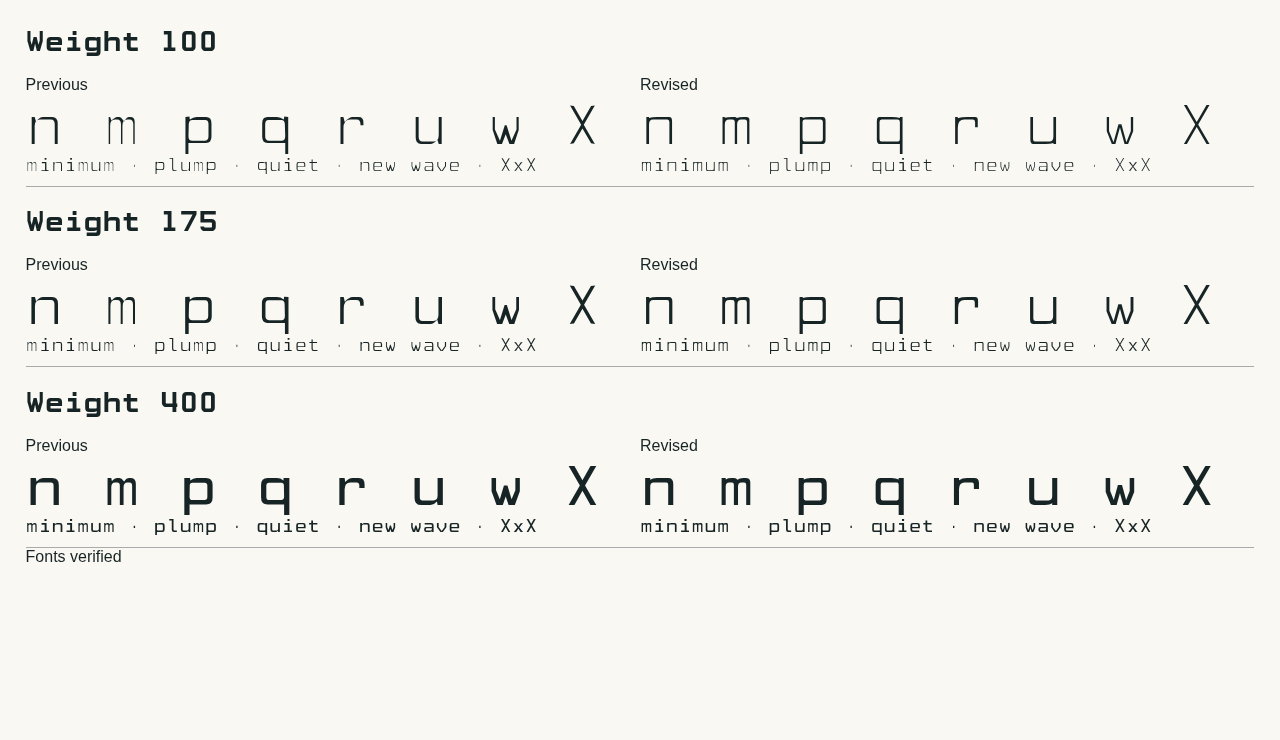 Weight 100
Previous
Revised
n m p q r u w X
n m p q r u w X
minimum · plump · quiet · new wave · XxX
minimum · plump · quiet · new wave · XxX
Weight 175
Previous
Revised
n m p q r u w X
n m p q r u w X
minimum · plump · quiet · new wave · XxX
minimum · plump · quiet · new wave · XxX
Weight 400
Previous
Revised
n m p q r u w X
n m p q r u w X
minimum · plump · quiet · new wave · XxX
minimum · plump · quiet · new wave · XxX
Fonts verified